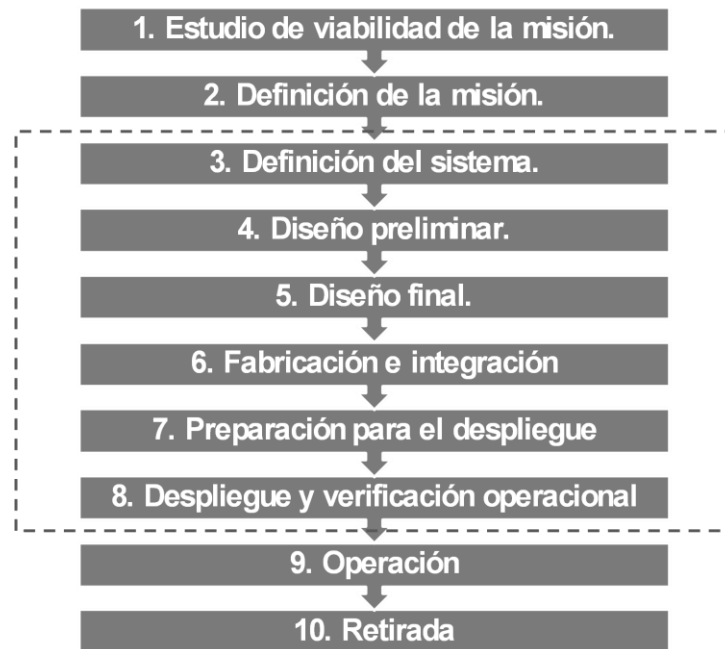 1. Estudio de viabilidad de la misión.
2. Definición de la misión.
3. Definición del sistema.
4. Diseño preliminar.
5. Diseño final.
6. Fabricación e integración
7. Preparación para el despliegue
8. Despliegue y verificación operacional
9. Operación
10. Retirada